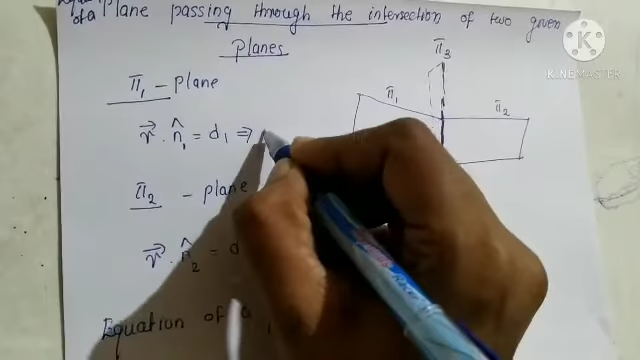 of a Plane passing through the intersection of two given
Planes
π₃
KINEMASTER
π₁ - plane
π₁
π₂
r⃗ . n̂₁ = d₁ ⇒
π₂ - plane
r⃗ . n̂₂ = d
Equation of a